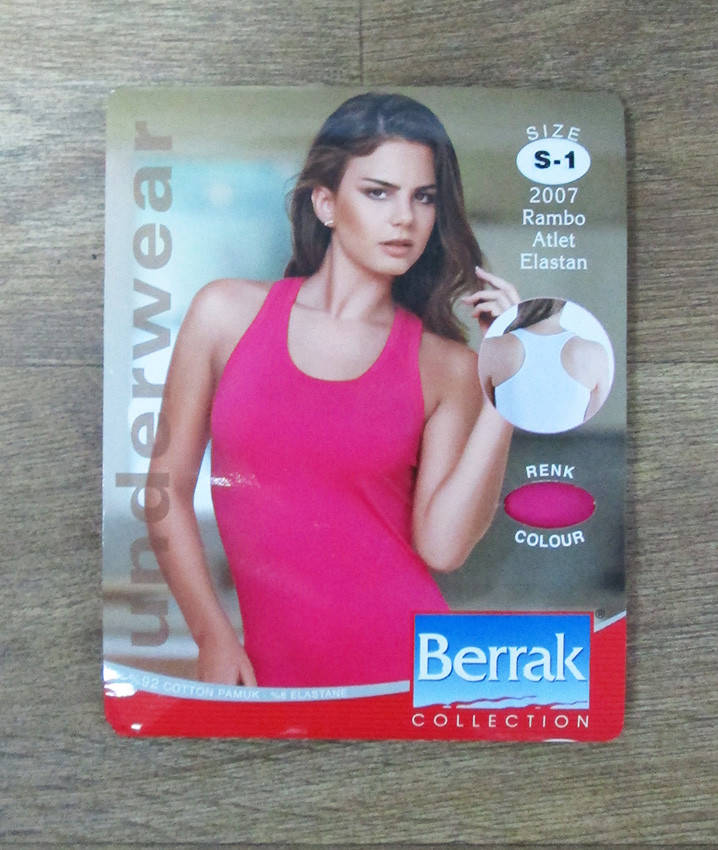 underwear
SIZE
S-1
2007
Rambo
Atlet
Elastan
RENK
COLOUR
%92 COTTON PAMUK - %8 ELASTANE
Berrak®
COLLECTION